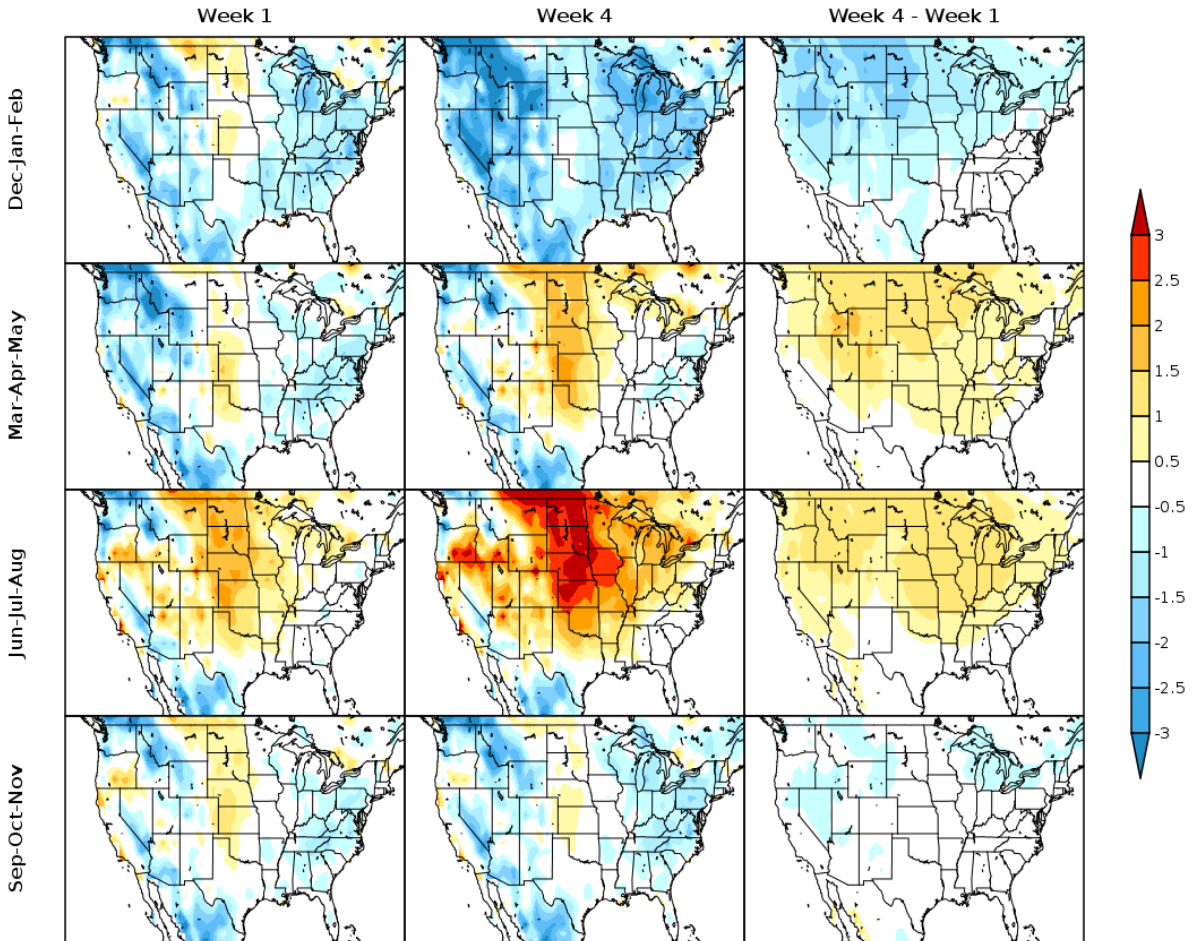 Week 1
Week 4
Week 4 - Week 1
Dec-Jan-Feb
Mar-Apr-May
Jun-Jul-Aug
Sep-Oct-Nov
3
2.5
2
1.5
1
0.5
-0.5
-1
-1.5
-2
-2.5
-3